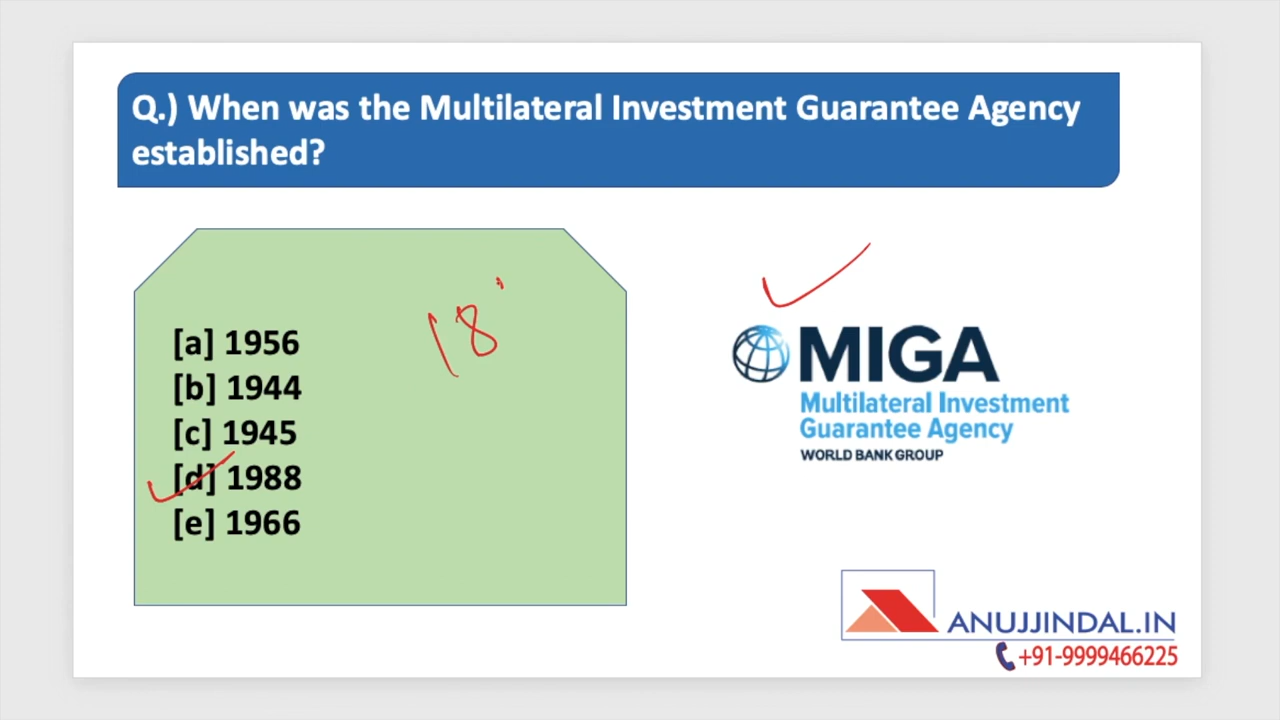 Q.) When was the Multilateral Investment Guarantee Agency
established?
18
[a] 1956
[b] 1944
[c] 1945
[d] 1988
[e] 1966
MIGA
Multilateral Investment
Guarantee Agency
WORLD BANK GROUP
ANUJJINDAL.IN
+91-9999466225